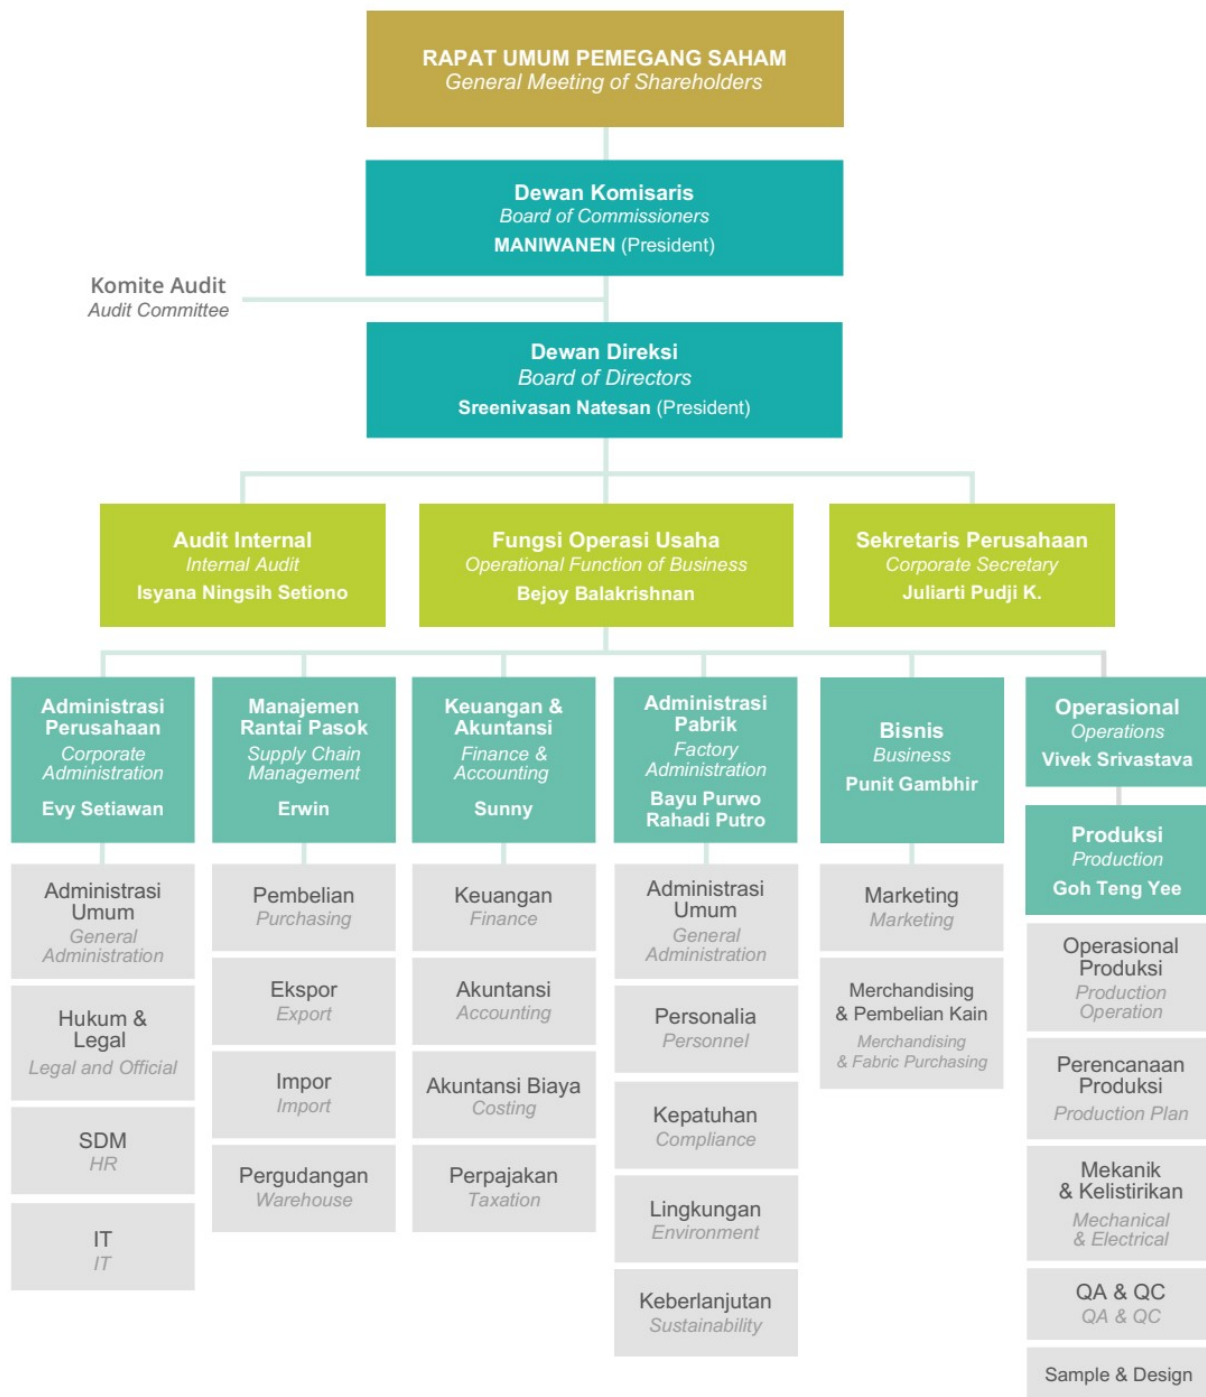 RAPAT UMUM PEMEGANG SAHAM
General Meeting of Shareholders
Dewan Komisaris
Board of Commissioners
MANIWANEN (President)
Komite Audit
Audit Committee
Dewan Direksi
Board of Directors
Sreenivasan Natesan (President)
Audit Internal
Internal Audit
Isyana Ningsih Setiono
Fungsi Operasi Usaha
Operational Function of Business
Bejoy Balakrishnan
Sekretaris Perusahaan
Corporate Secretary
Juliarti Pudji K.
Administrasi
Perusahaan
Corporate
Administration
Evy Setiawan
Administrasi
Umum
General
Administration
Hukum &
Legal
Legal and Official
SDM
HR
IT
IT
Manajemen
Rantai Pasok
Supply Chain
Management
Erwin
Pembelian
Purchasing
Ekspor
Export
Impor
Import
Pergudangan
Warehouse
Keuangan &
Akuntansi
Finance &
Accounting
Sunny
Keuangan
Finance
Akuntansi
Accounting
Akuntansi Biaya
Costing
Perpajakan
Taxation
Administrasi
Pabrik
Factory
Administration
Bayu Purwo
Rahadi Putro
Administrasi
Umum
General
Administration
Personalia
Personnel
Kepatuhan
Compliance
Lingkungan
Environment
Keberlanjutan
Sustainability
Bisnis
Business
Punit Gambhir
Marketing
Marketing
Merchandising
& Pembelian Kain
Merchandising
& Fabric Purchasing
Operasional
Operations
Vivek Srivastava
Produksi
Production
Goh Teng Yee
Operasional
Produksi
Production
Operation
Perencanaan
Produksi
Production Plan
Mekanik
& Kelistirikan
Mechanical
& Electrical
QA & QC
QA & QC
Sample & Design